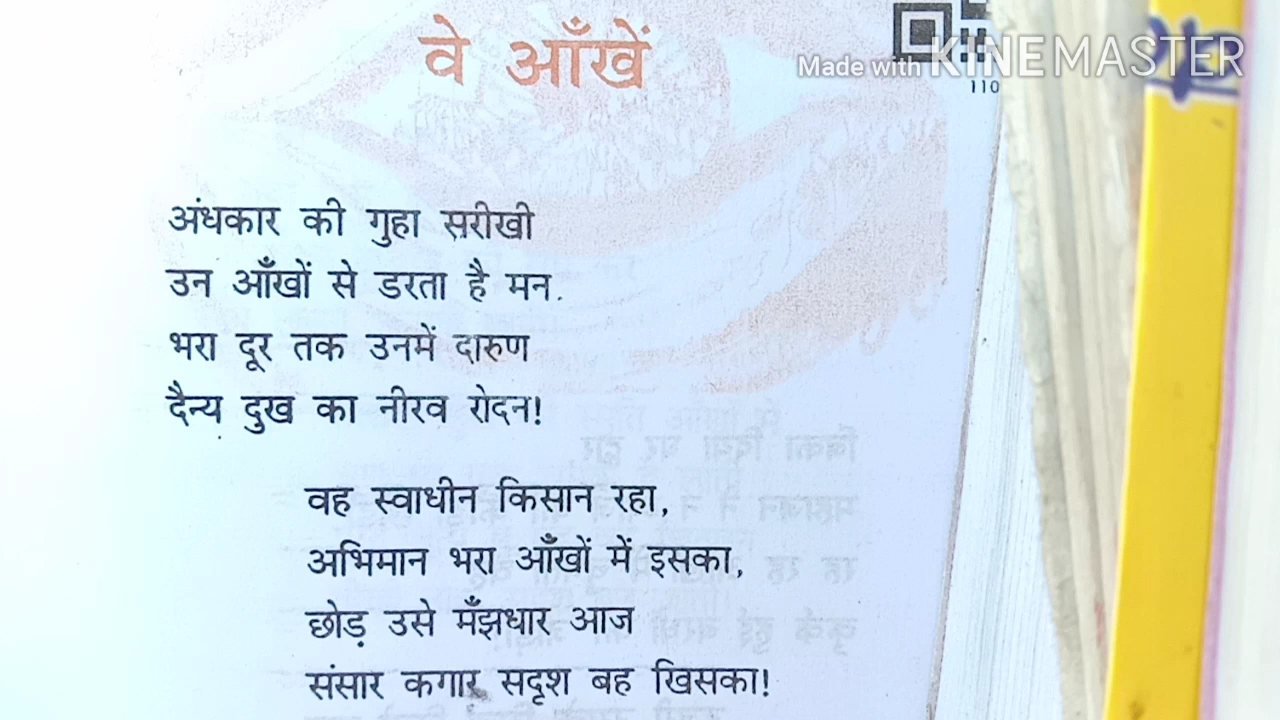 वे आँखें
Made with KINEMASTER
110
अंधकार की गुहा सरीखी
उन आँखों से डरता है मन.
भरा दूर तक उनमें दारुण
दैन्य दुख का नीरव रोदन!
वह स्वाधीन किसान रहा,
अभिमान भरा आँखों में इसका,
छोड़ उसे मँझधार आज
संसार कगार सदृश बह खिसका!